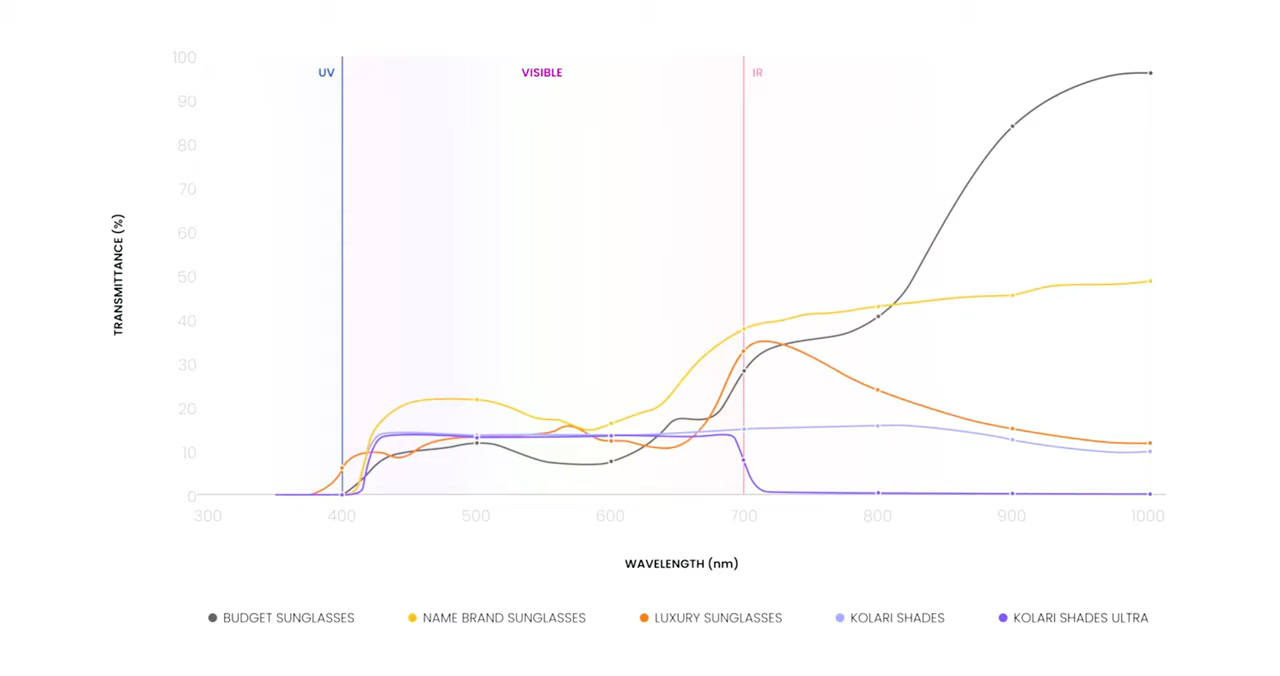 100
UV
VISIBLE
IR
90
80
70
60
50
40
30
20
10
0
TRANSMITTANCE (%)
300 400 500 600 700 800 900 1000
WAVELENGTH (nm)
BUDGET SUNGLASSES NAME BRAND SUNGLASSES LUXURY SUNGLASSES KOLARI SHADES KOLARI SHADES ULTRA